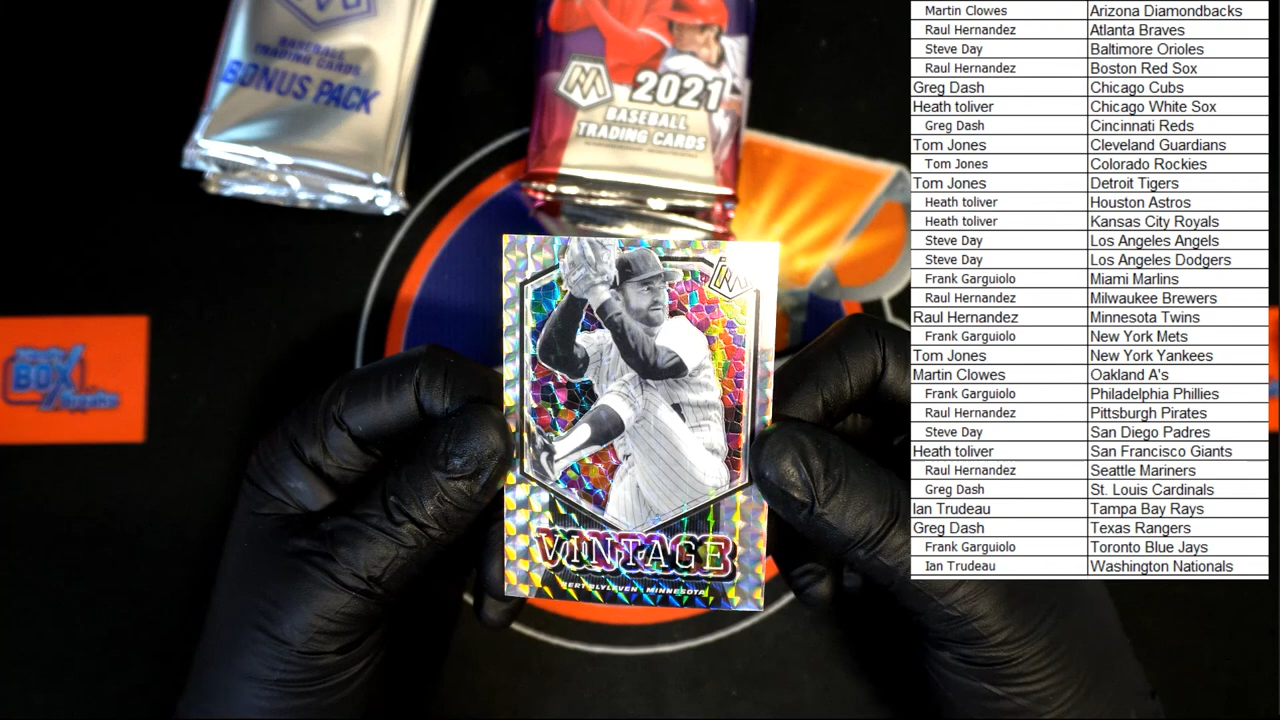 BASEBALL
TRADING CARDS
BONUS PACK
2021
BASEBALL
TRADING CARDS
BOX
VINTAGE
BERT BLYLEVEN · MINNESOTA
Martin Clowes Arizona Diamondbacks
Raul Hernandez Atlanta Braves
Steve Day Baltimore Orioles
Raul Hernandez Boston Red Sox
Greg Dash Chicago Cubs
Heath toliver Chicago White Sox
Greg Dash Cincinnati Reds
Tom Jones Cleveland Guardians
Tom Jones Colorado Rockies
Tom Jones Detroit Tigers
Heath toliver Houston Astros
Heath toliver Kansas City Royals
Steve Day Los Angeles Angels
Steve Day Los Angeles Dodgers
Frank Garguiolo Miami Marlins
Raul Hernandez Milwaukee Brewers
Raul Hernandez Minnesota Twins
Frank Garguiolo New York Mets
Tom Jones New York Yankees
Martin Clowes Oakland A's
Frank Garguiolo Philadelphia Phillies
Raul Hernandez Pittsburgh Pirates
Steve Day San Diego Padres
Heath toliver San Francisco Giants
Raul Hernandez Seattle Mariners
Greg Dash St. Louis Cardinals
Ian Trudeau Tampa Bay Rays
Greg Dash Texas Rangers
Frank Garguiolo Toronto Blue Jays
Ian Trudeau Washington Nationals